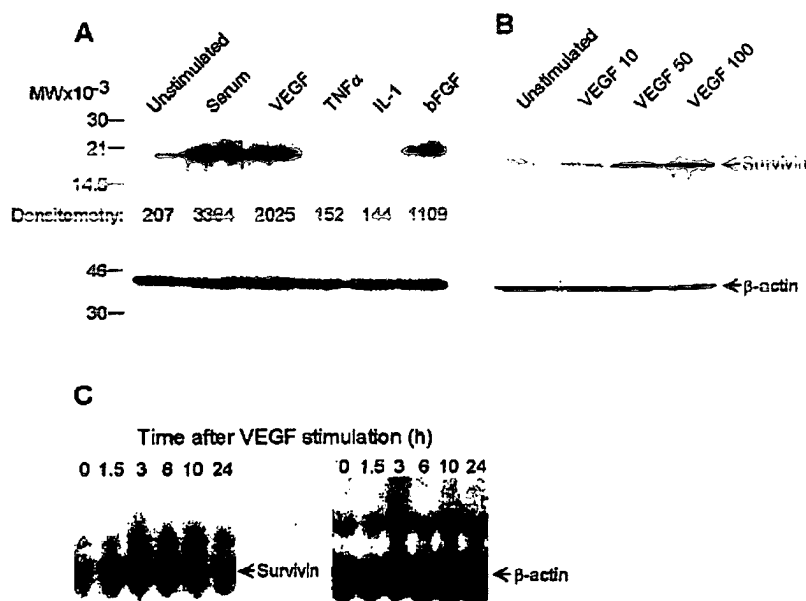 A
Unstimulated
Serum
VEGF
TNFα
IL-1
bFGF
MWx10-3
30
21
14.5
Densitometry: 207 3384 2025 152 144 1109
46
30
B
Unstimulated
VEGF 10
VEGF 50
VEGF 100
Survivin
β-actin
C
Time after VEGF stimulation (h)
0 1.5 3 6 10 24
Survivin
0 1.5 3 6 10 24
β-actin